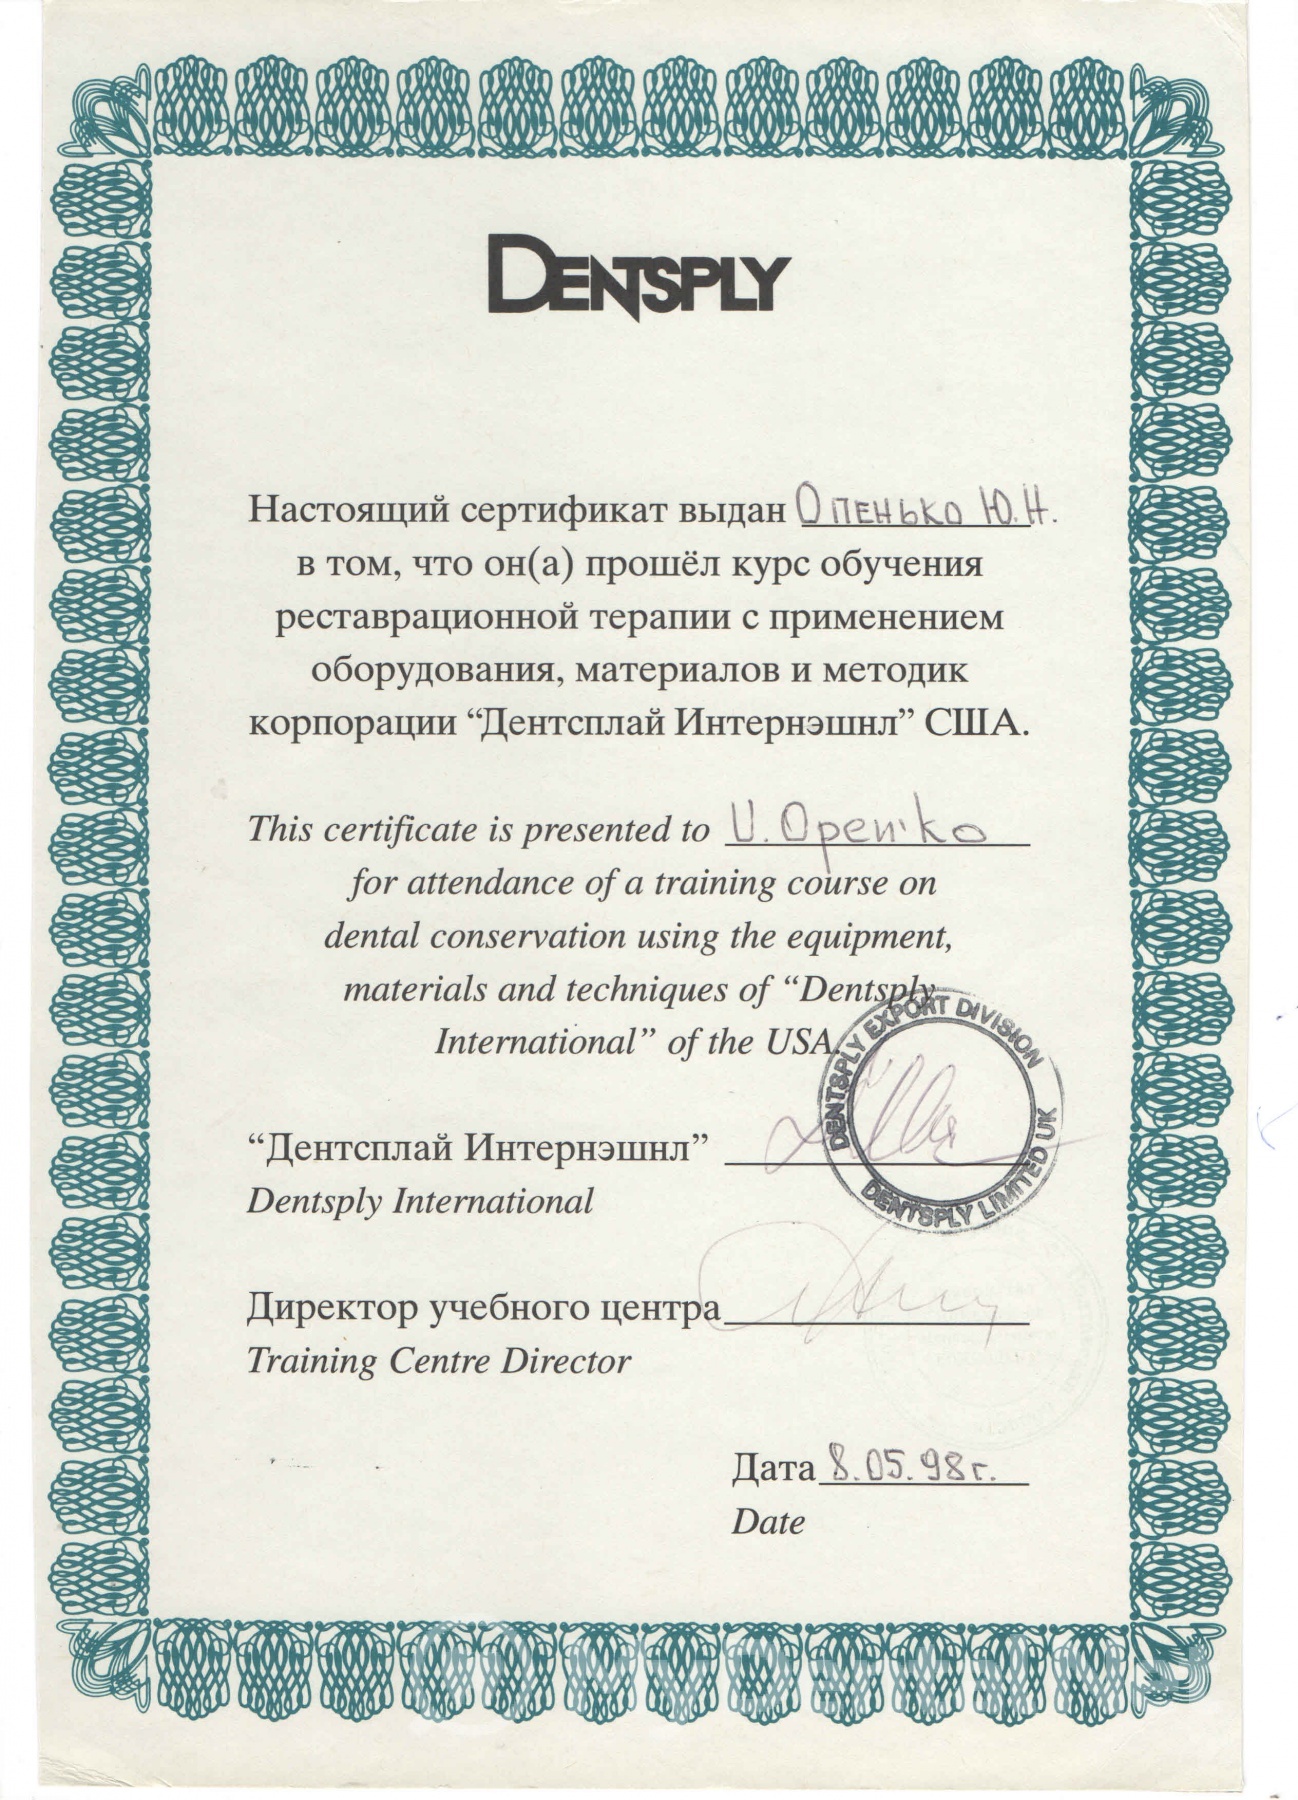 DENTSPLY
Настоящий сертификат выдан Опенько Ю.Н.
в том, что он(а) прошёл курс обучения
реставрационной терапии с применением
оборудования, материалов и методик
корпорации “Дентсплай Интернэшнл” США.
This certificate is presented to U. Open'ko
for attendance of a training course on
dental conservation using the equipment,
materials and techniques of “Dentsply
International” of the USA.
DENTSPLY EXPORT DIVISION
DENTSPLY LIMITED UK
“Дентсплай Интернэшнл”
Dentsply International
Директор учебного центра
Training Centre Director
Дата 8.05.98г.
Date